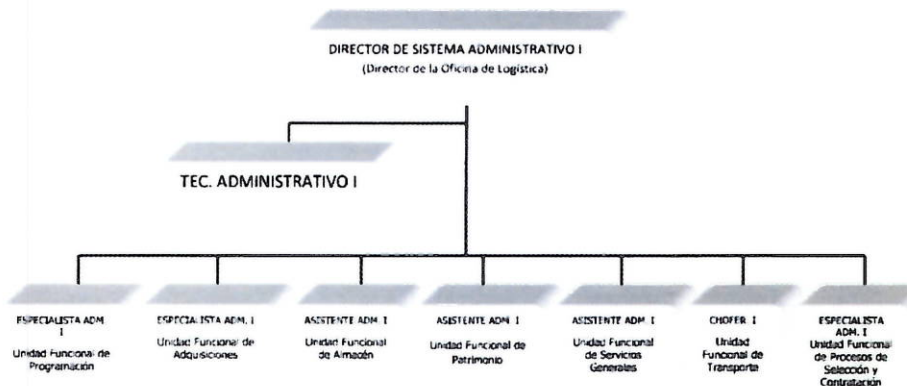 DIRECTOR DE SISTEMA ADMINISTRATIVO I
(Director de la Oficina de Logística)
TEC. ADMINISTRATIVO I
ESPECIALISTA ADM.
I
Unidad Funcional de
Programación
ESPECIALISTA ADM. I
Unidad Funcional de
Adquisiciones
ASISTENTE ADM. I
Unidad Funcional
de Almacén
ASISTENTE ADM. I
Unidad Funcional de
Patrimonio
ASISTENTE ADM. I
Unidad Funcional
de Servicios
Generales
CHOFER I
Unidad
Funcional de
Transporte
ESPECIALISTA
ADM. I
Unidad Funcional
de Procesos de
Selección y
Contratación